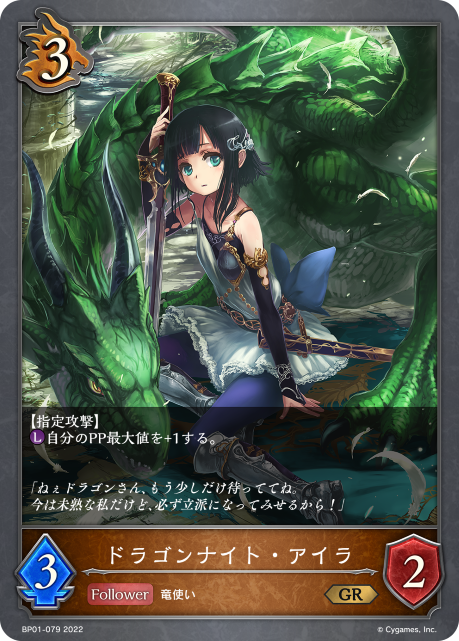 3
【指定攻撃】
L 自分のPP最大値を+1する。
「ねぇドラゴンさん、もう少しだけ待っててね。
今は未熟な私だけど、必ず立派になってみせるから！」
ドラゴンナイト・アイラ
3
Follower 竜使い
GR
2
BP01-079 2022
© Cygames, Inc.